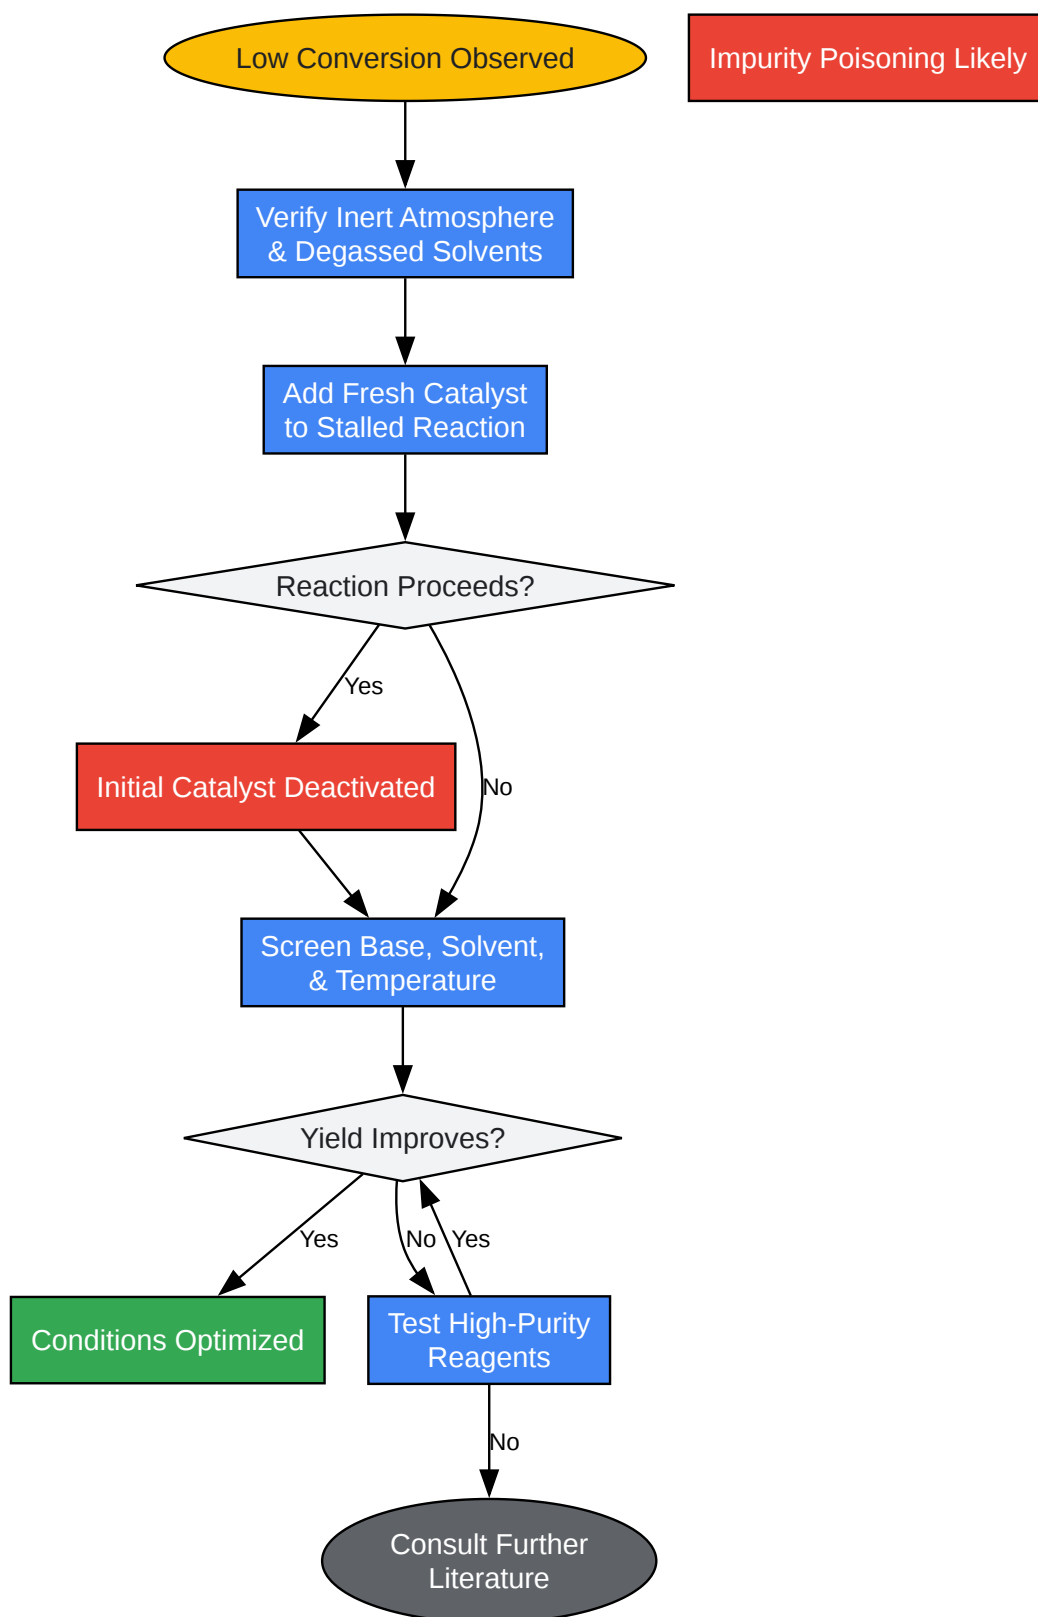 Low Conversion Observed
Impurity Poisoning Likely
Verify Inert Atmosphere
& Degassed Solvents
Add Fresh Catalyst
to Stalled Reaction
Reaction Proceeds?
Yes
Initial Catalyst Deactivated
No
Screen Base, Solvent,
& Temperature
Yield Improves?
Yes
No
Yes
Conditions Optimized
Test High-Purity
Reagents
No
Consult Further
Literature